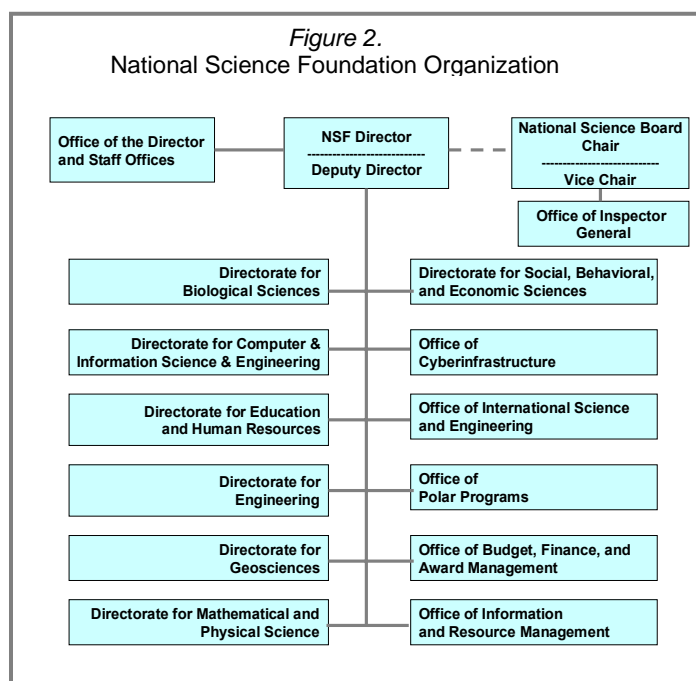 Figure 2.
National Science Foundation Organization
Office of the Director
and Staff Offices
NSF Director
----------------------------
Deputy Director
National Science Board
Chair
----------------------------
Vice Chair
Office of Inspector
General
Directorate for
Biological Sciences
Directorate for Social, Behavioral,
and Economic Sciences
Directorate for Computer &
Information Science & Engineering
Office of
Cyberinfrastructure
Directorate for Education
and Human Resources
Office of International Science
and Engineering
Directorate for
Engineering
Office of
Polar Programs
Directorate for
Geosciences
Office of Budget, Finance, and
Award Management
Directorate for Mathematical and
Physical Science
Office of Information
and Resource Management